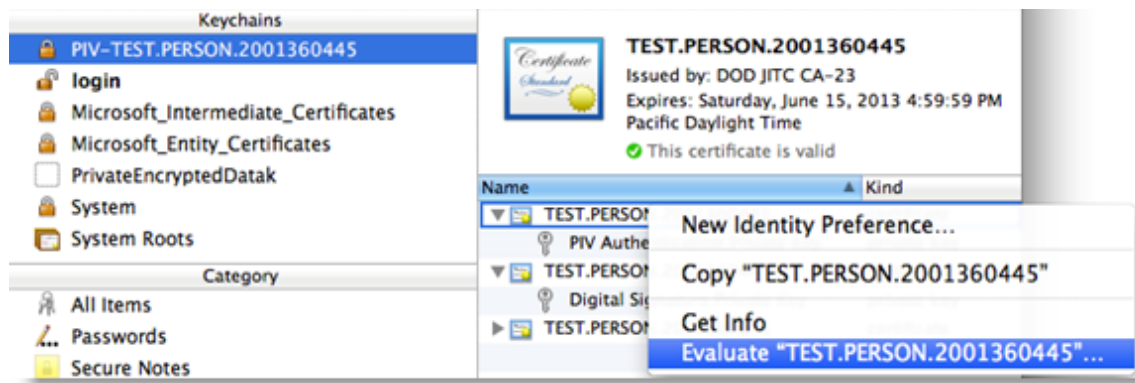 Keychains
PIV-TEST.PERSON.2001360445
login
Microsoft_Intermediate_Certificates
Microsoft_Entity_Certificates
PrivateEncryptedDatak
System
System Roots
Category
All Items
Passwords
Secure Notes
Certificate
Standard
TEST.PERSON.2001360445
Issued by: DOD JITC CA-23
Expires: Saturday, June 15, 2013 4:59:59 PM
Pacific Daylight Time
This certificate is valid
Name Kind
TEST.PERSON
PIV Authe
TEST.PERSON
Digital Sig
TEST.PERSON
New Identity Preference...
Copy “TEST.PERSON.2001360445”
Get Info
Evaluate “TEST.PERSON.2001360445”...